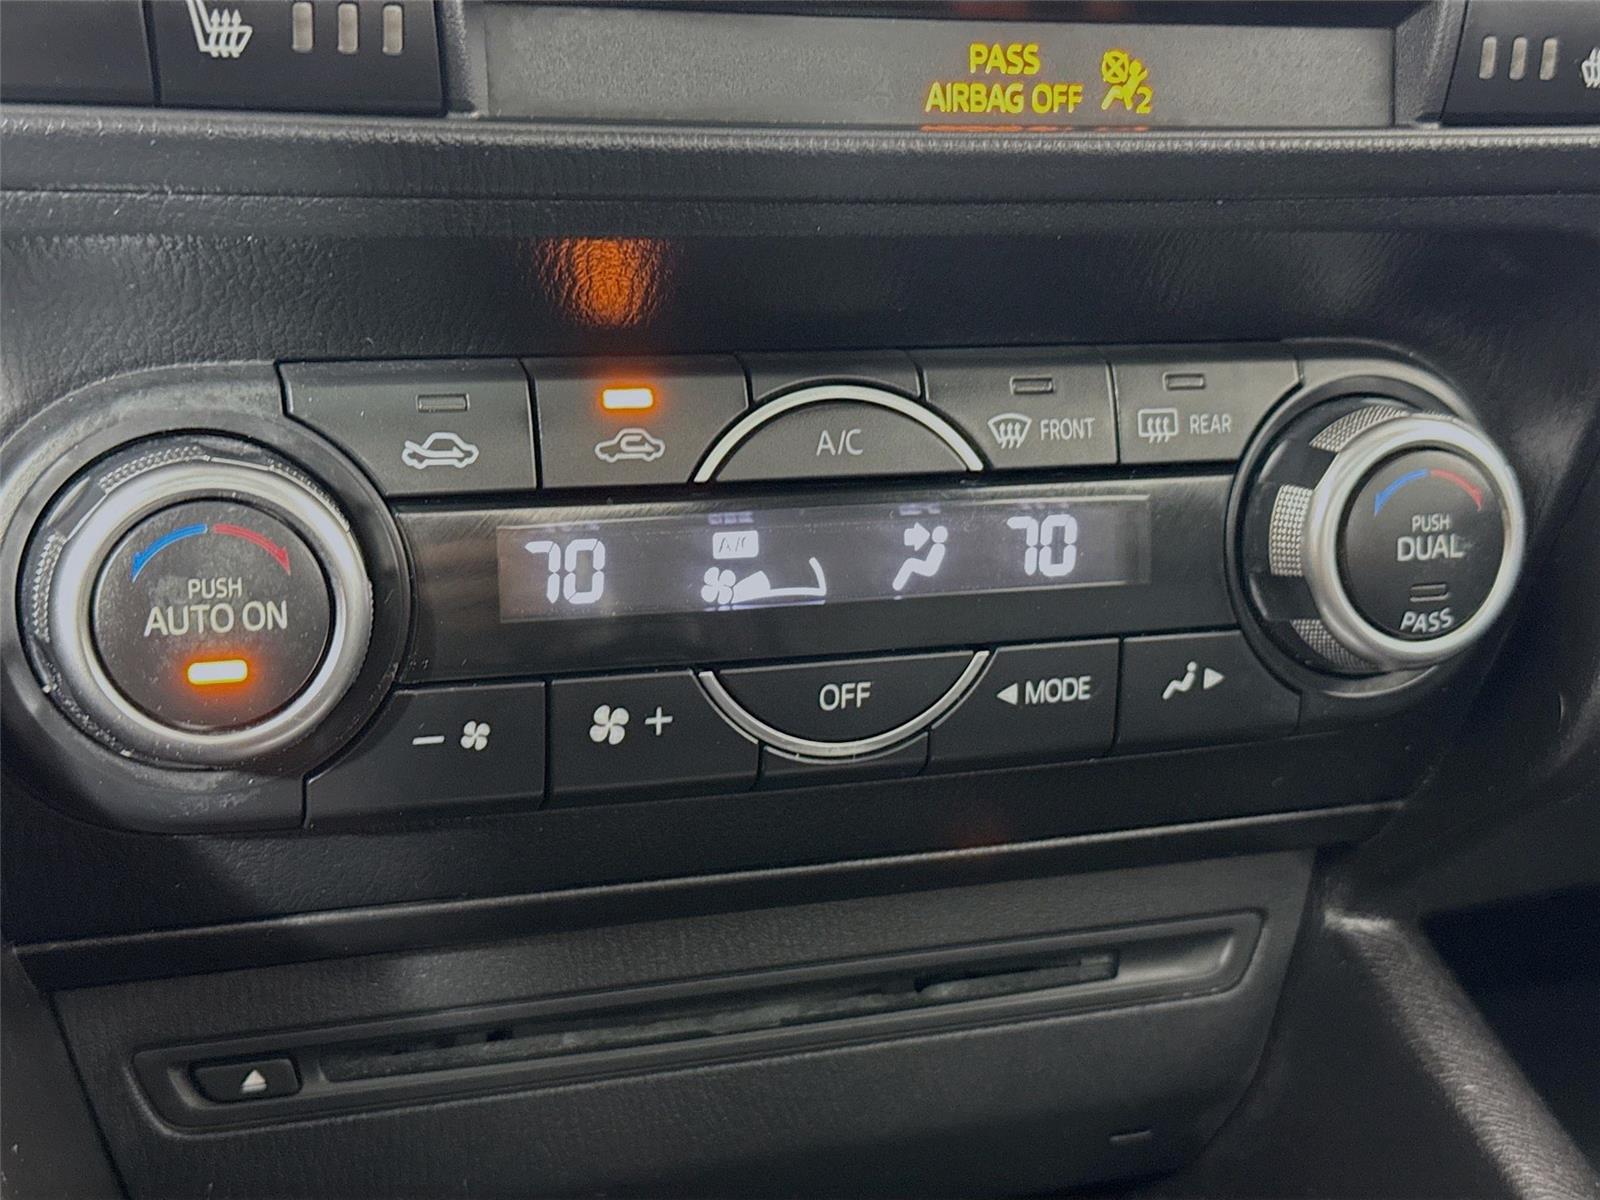 PASS
AIRBAG OFF
2
A/C
FRONT
REAR
70
A/C
70
PUSH
AUTO ON
PUSH
DUAL
PASS
OFF
MODE